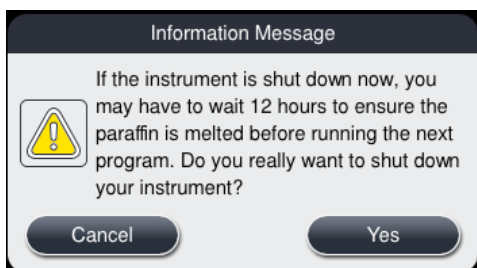 Information Message
If the instrument is shut down now, you
may have to wait 12 hours to ensure the
paraffin is melted before running the next
program. Do you really want to shut down
your instrument?
Cancel
Yes